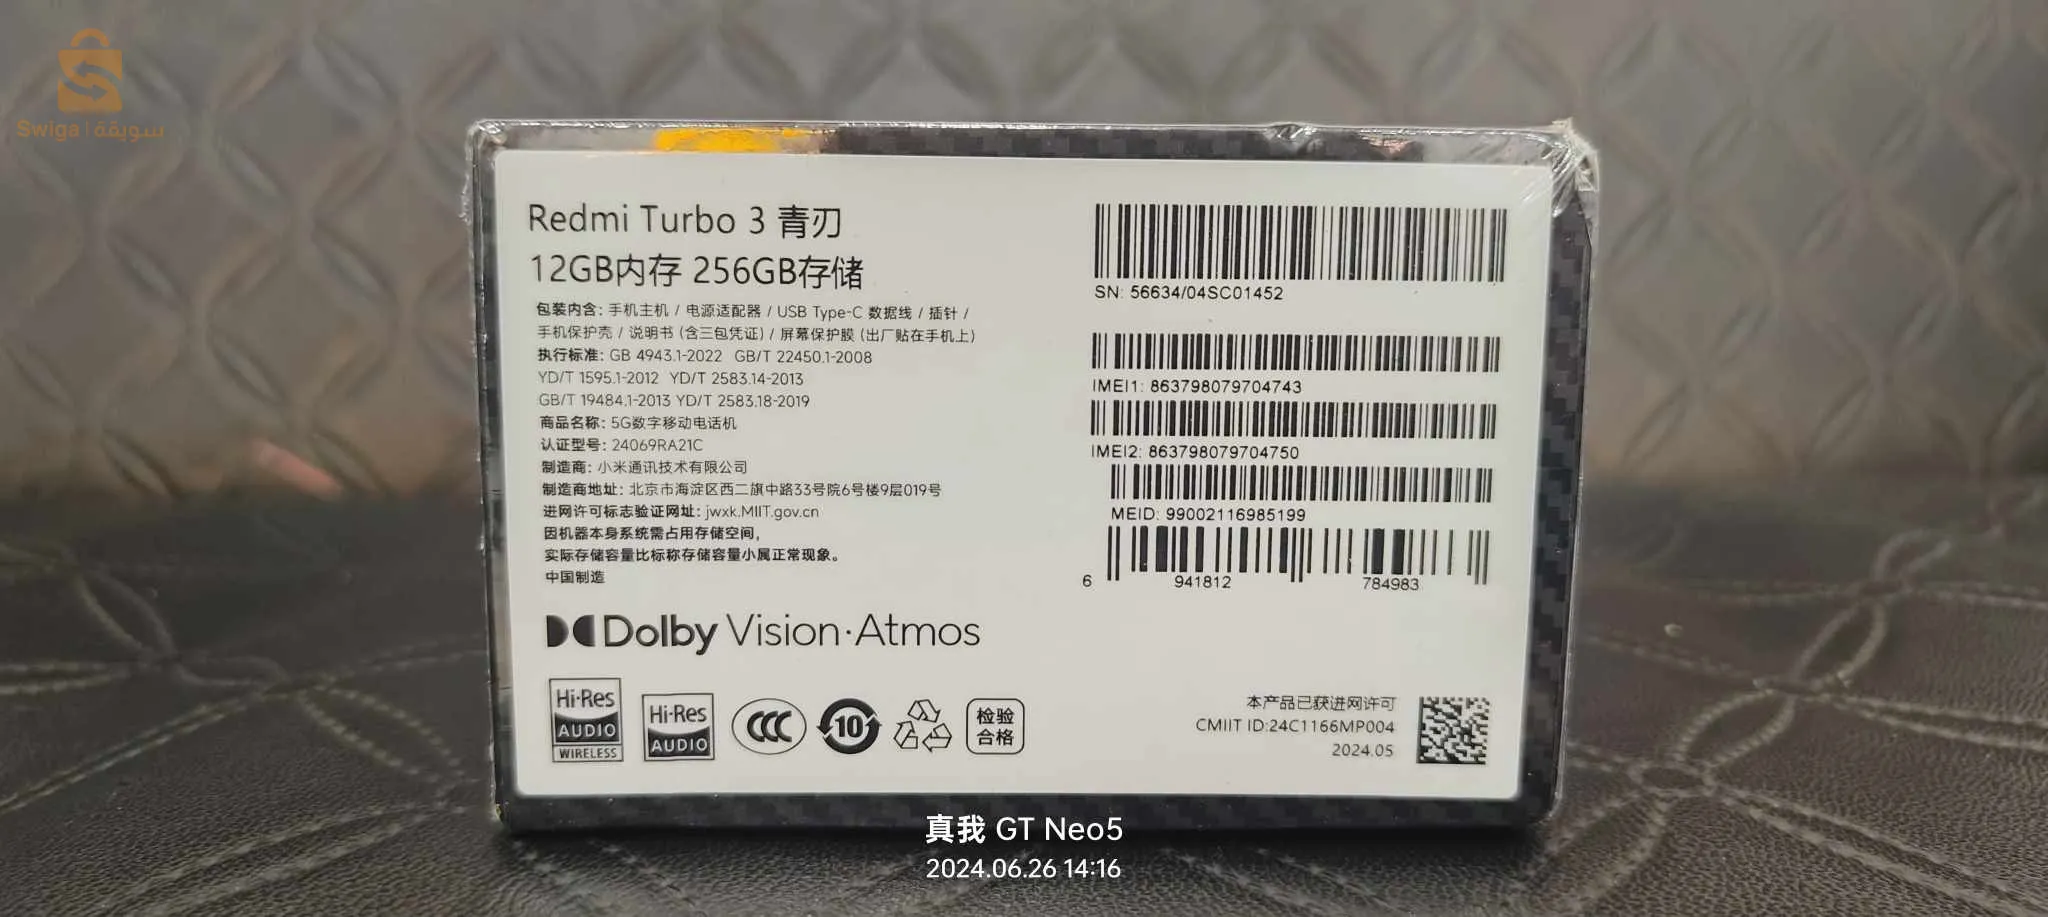 Swiga | سويقة
Redmi Turbo 3 青刃
12GB内存 256GB存储
包装内含: 手机主机 / 电源适配器 / USB Type-C 数据线 / 插针 /
手机保护壳 / 说明书 (含三包凭证) / 屏幕保护膜 (出厂贴在手机上)
执行标准: GB 4943.1-2022 GB/T 22450.1-2008
YD/T 1595.1-2012 YD/T 2583.14-2013
GB/T 19484.1-2013 YD/T 2583.18-2019
商品名称: 5G数字移动电话机
认证型号: 24069RA21C
制造商: 小米通讯技术有限公司
制造商地址: 北京市海淀区西二旗中路33号院6号楼9层019号
进网许可标志验证网址: jwxk.MIIT.gov.cn
因机器本身系统需占用存储空间,
实际存储容量比标称存储容量小属正常现象。
中国制造
Dolby Vision·Atmos
Hi-Res
AUDIO
WIRELESS
Hi-Res
AUDIO
CCC
10
检验
合格
SN: 56634/04SC01452
IMEI1: 863798079704743
IMEI2: 863798079704750
MEID: 99002116985199
6 941812 784983
本产品已获进网许可
CMIIT ID:24C1166MP004
2024.05
真我 GT Neo5
2024.06.26 14:16